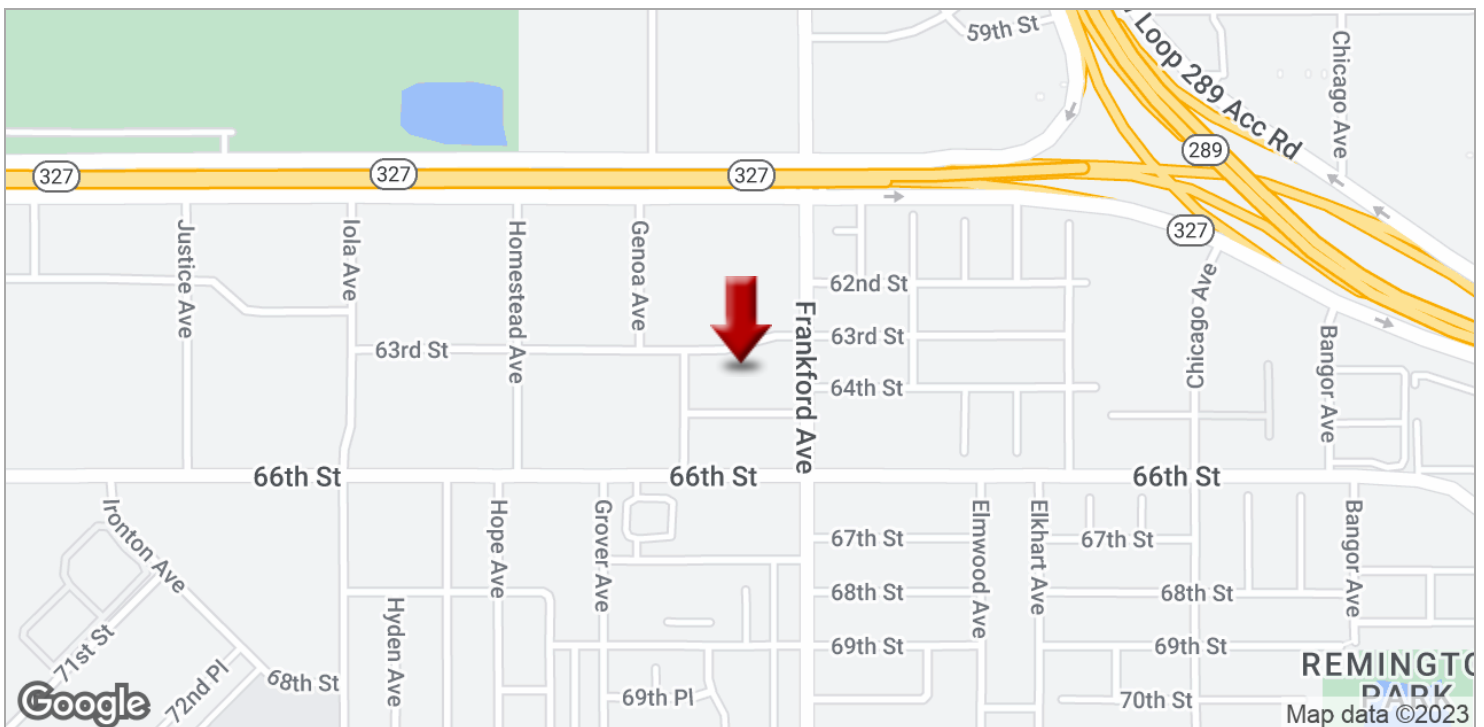 59th St
Loop 289 Acc Rd
Chicago Ave
289
327
327
327
327
Justice Ave
Iola Ave
Homestead Ave
Genoa Ave
Frankford Ave
62nd St
63rd St
63rd St
64th St
Chicago Ave
Bangor Ave
66th St
66th St
66th St
Ironton Ave
Hope Ave
Grover Ave
Elmwood Ave
Elkhart Ave
Bangor Ave
67th St
67th St
68th St
68th St
Hyden Ave
69th St
69th St
71st St
72nd Pl
68th St
69th Pl
70th St
REMINGTO
PARK
Google
Map data ©2023